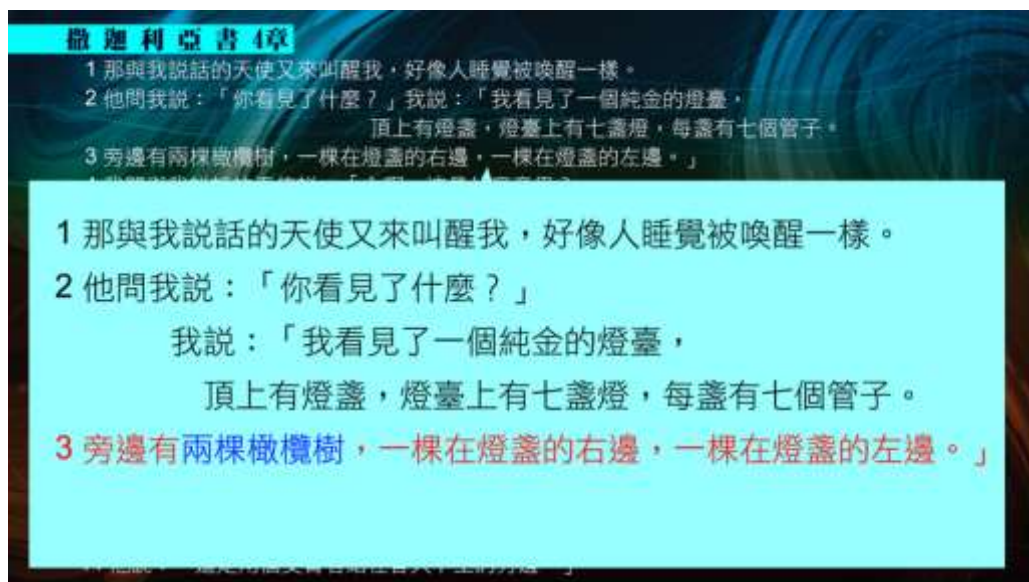 撒迦利亞書 4章
1 那與我說話的天使又來叫醒我，好像人睡覺被喚醒一樣。
2 他問我說：「你看見了什麼？」我說：「我看見了一個純金的燈臺，
頂上有燈盞，燈臺上有七盞燈，每盞有七個管子。
3 旁邊有兩棵橄欖樹，一棵在燈盞的右邊，一棵在燈盞的左邊。」
1 那與我說話的天使又來叫醒我，好像人睡覺被喚醒一樣。
2 他問我說：「你看見了什麼？」
我說：「我看見了一個純金的燈臺，
頂上有燈盞，燈臺上有七盞燈，每盞有七個管子。
3 旁邊有兩棵橄欖樹，一棵在燈盞的右邊，一棵在燈盞的左邊。」